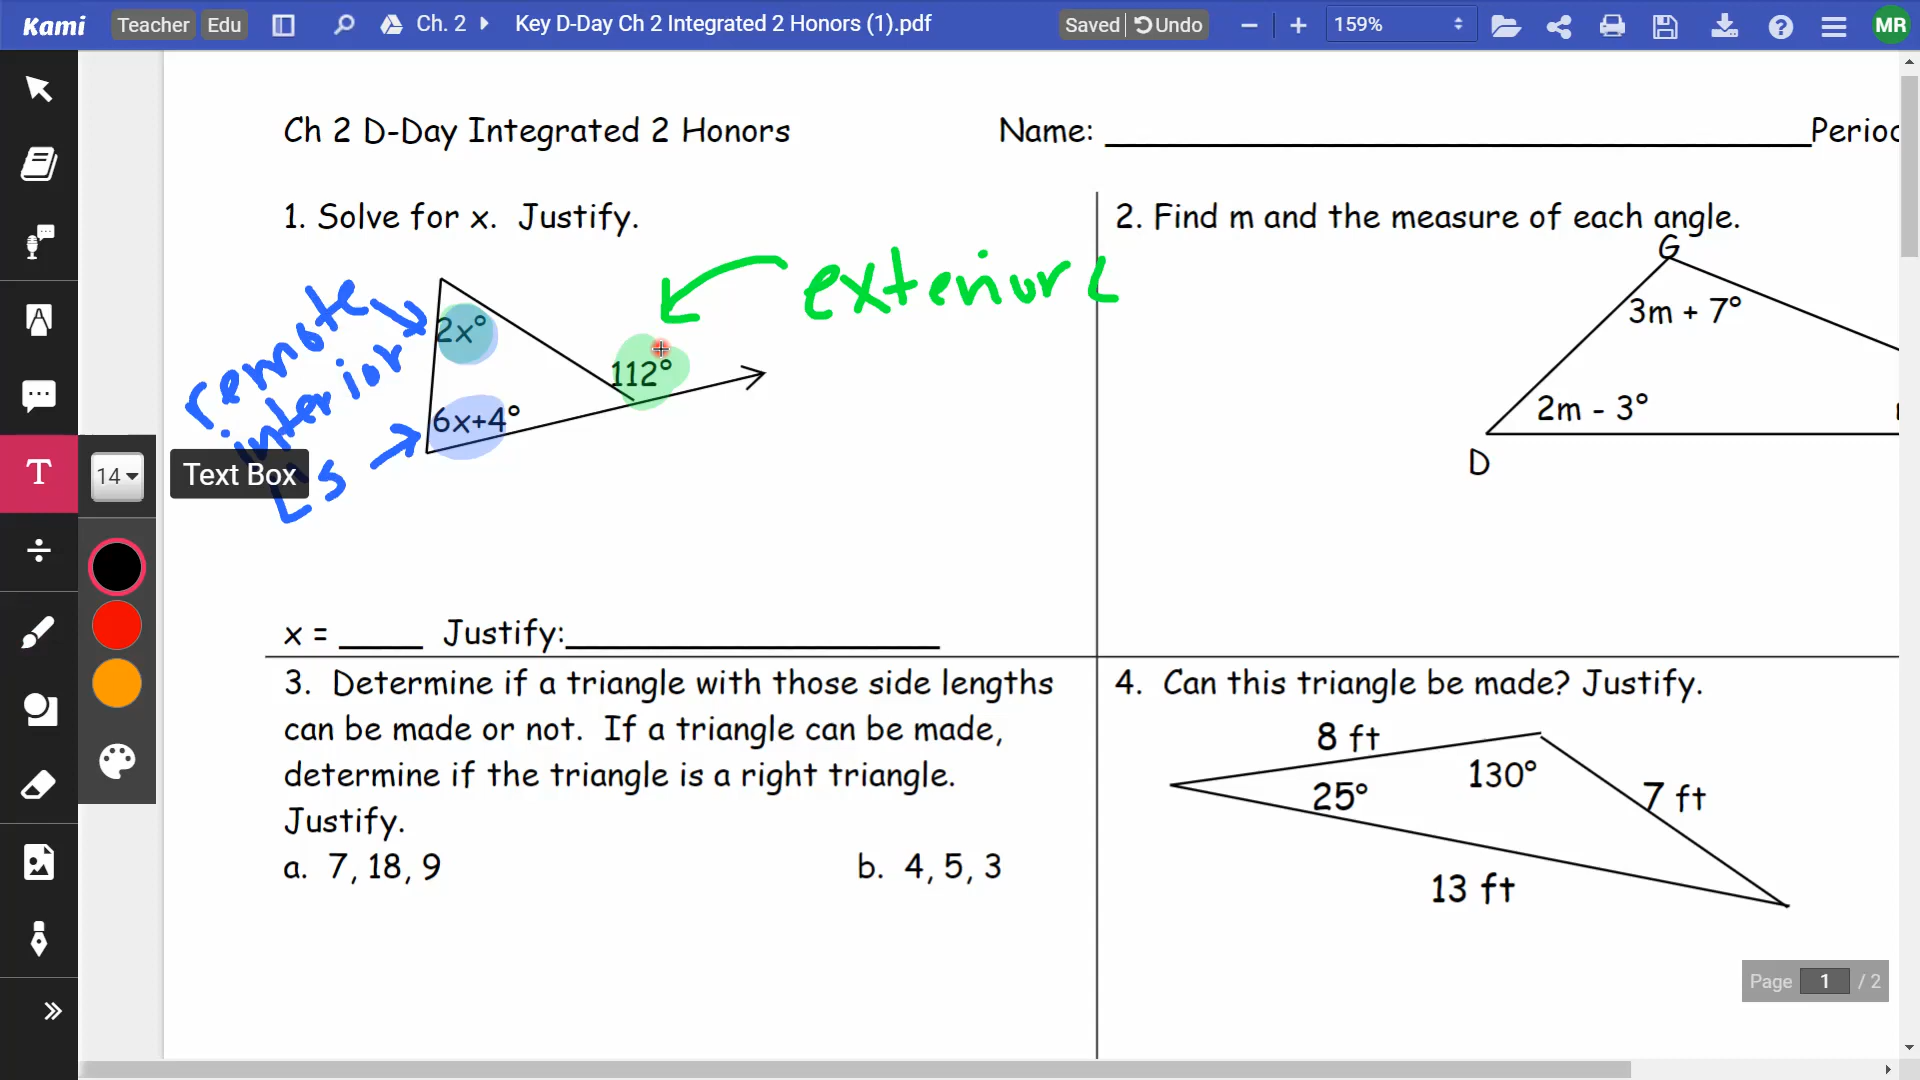 Kami Teacher Edu Ch. 2 Key D-Day Ch 2 Integrated 2 Honors (1).pdf Saved Undo 159% MR
Ch 2 D-Day Integrated 2 Honors Name: ____ Perioc
1. Solve for x. Justify.
exterior ∠
remote
interior
∠s
2x°
112°
6x+4°
Text Box
T
14
x = ____ Justify:____
2. Find m and the measure of each angle.
G
3m + 7°
2m - 3°
D
3. Determine if a triangle with those side lengths
can be made or not. If a triangle can be made,
determine if the triangle is a right triangle.
Justify.
a. 7, 18, 9 b. 4, 5, 3
4. Can this triangle be made? Justify.
8 ft
130°
25°
7 ft
13 ft
Page 1 / 2